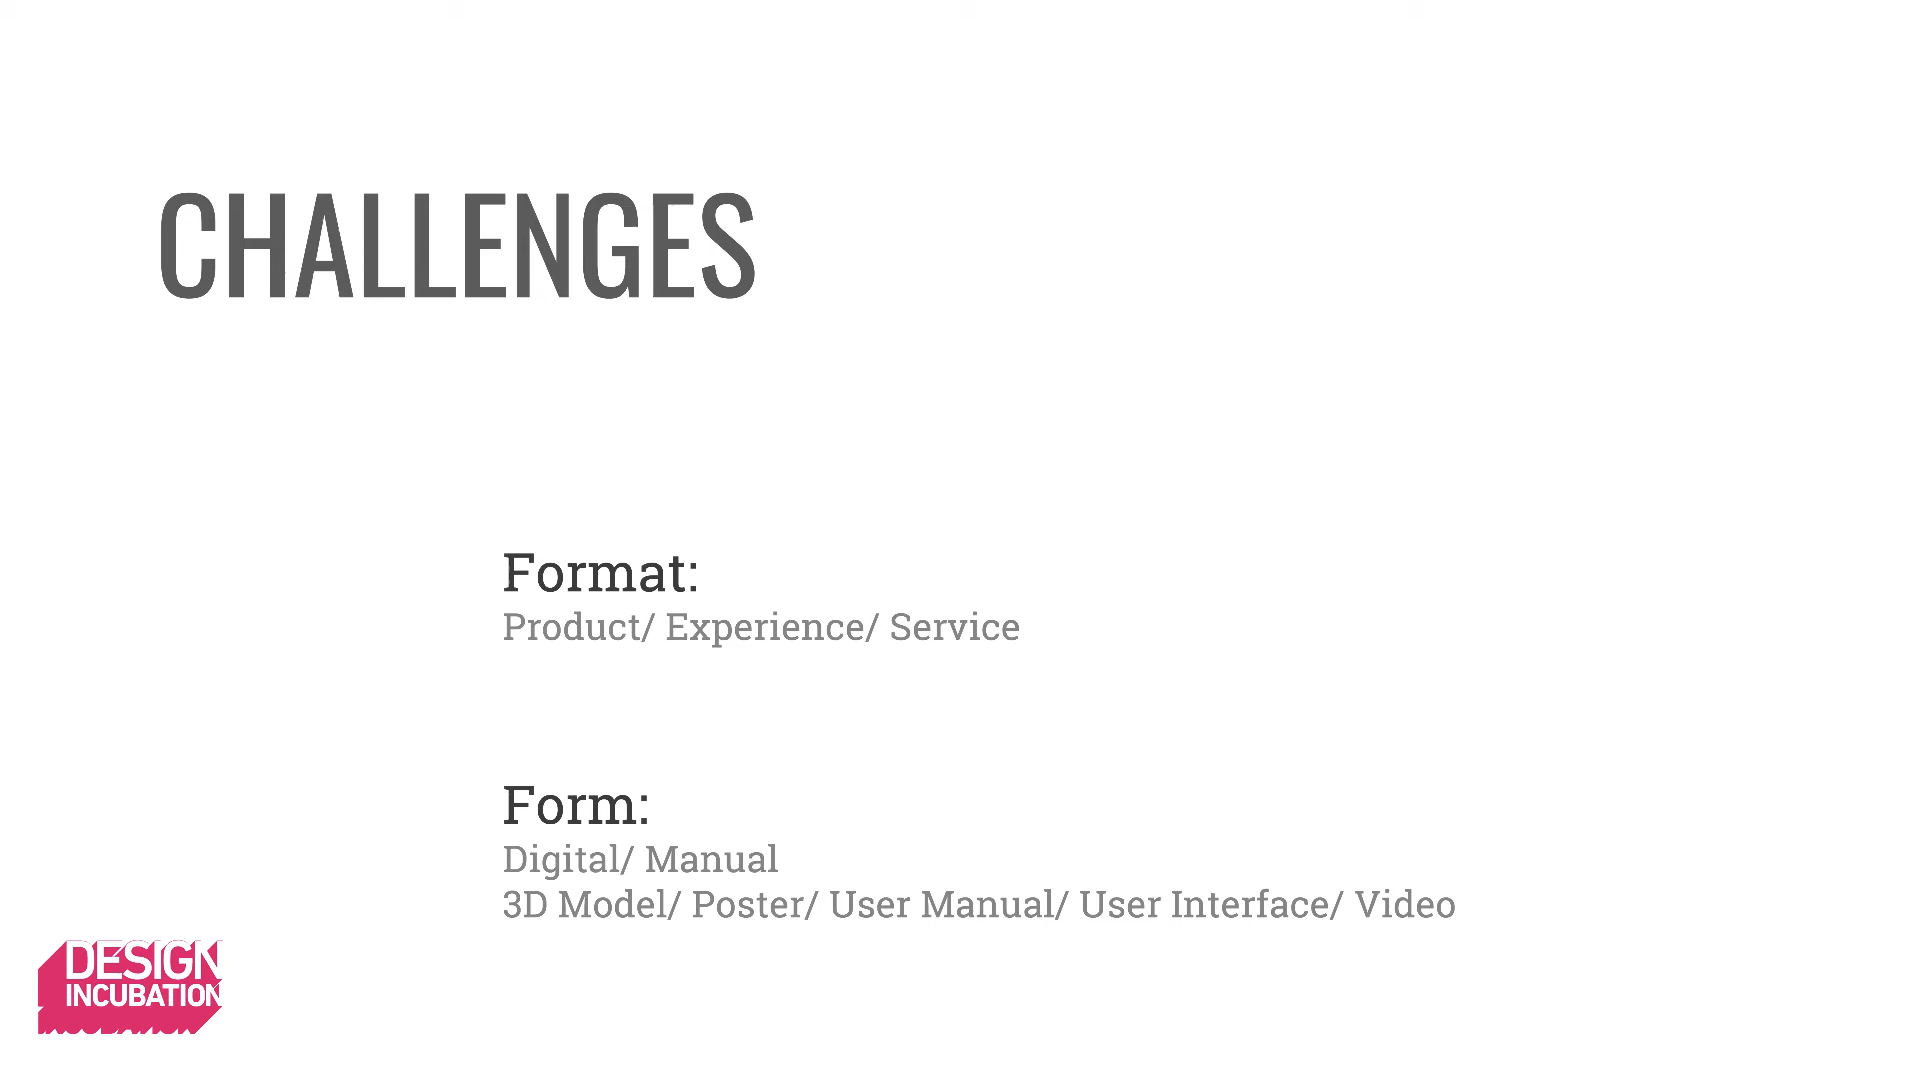 CHALLENGES
Format:
Product/ Experience/ Service
Form:
Digital/ Manual
3D Model/ Poster/ User Manual/ User Interface/ Video
DESIGN
INCUBATION